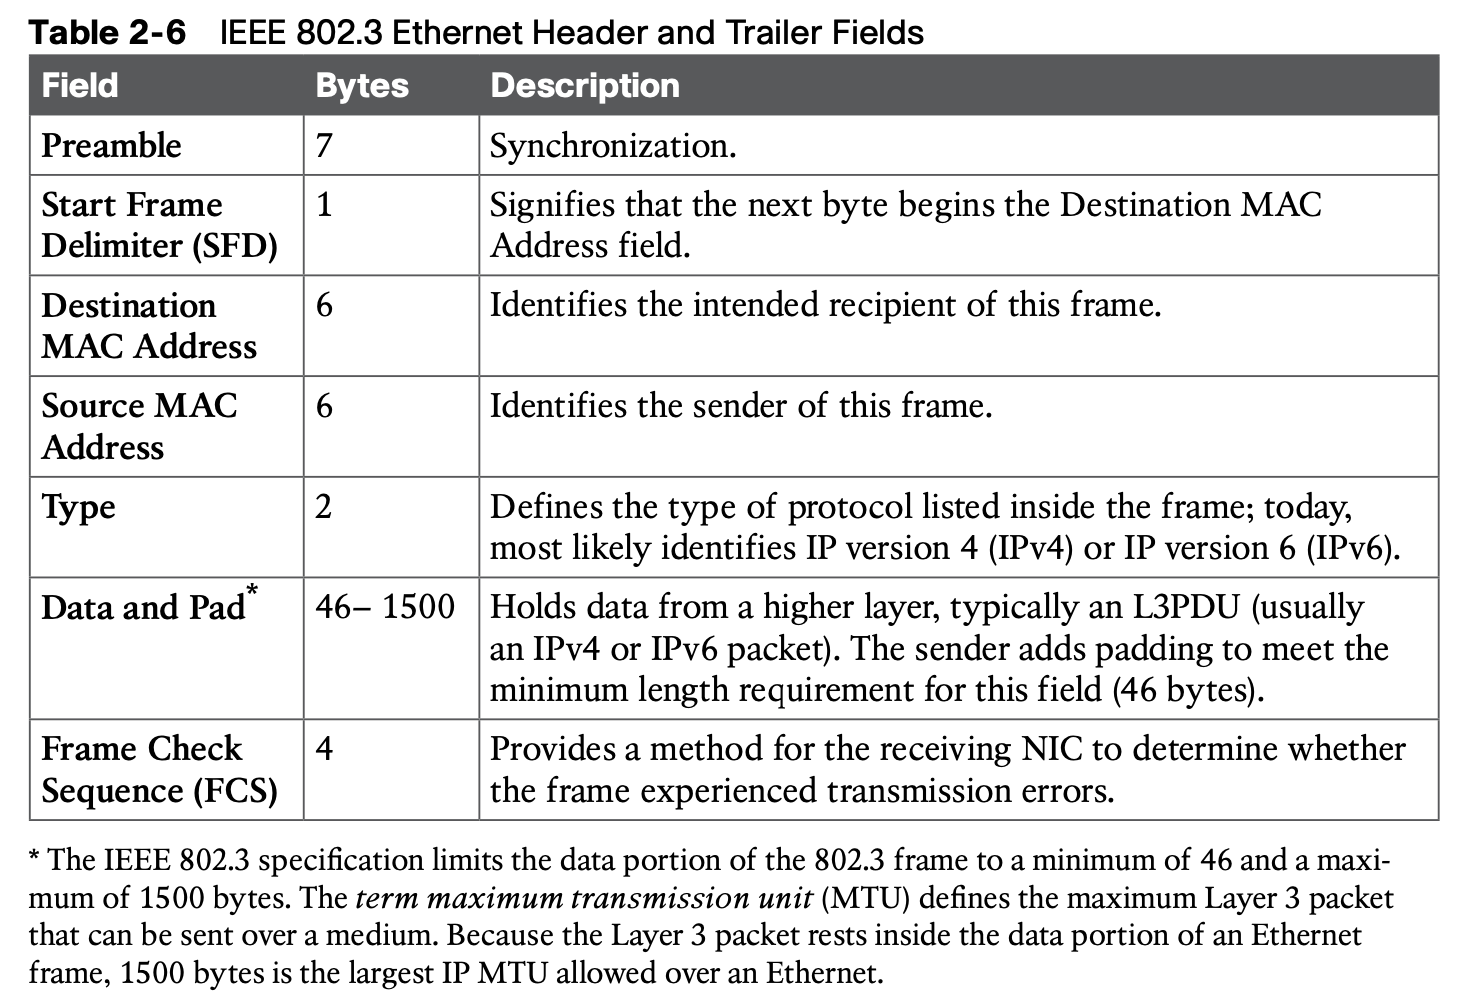 Table 2-6 IEEE 802.3 Ethernet Header and Trailer Fields
Field Bytes Description
Preamble 7 Synchronization.
Start Frame 1 Signifies that the next byte begins the Destination MAC
Delimiter (SFD) Address field.
Destination 6 Identifies the intended recipient of this frame.
MAC Address
Source MAC 6 Identifies the sender of this frame.
Address
Type 2 Defines the type of protocol listed inside the frame; today,
most likely identifies IP version 4 (IPv4) or IP version 6 (IPv6).
Data and Pad* 46– 1500 Holds data from a higher layer, typically an L3PDU (usually
an IPv4 or IPv6 packet). The sender adds padding to meet the
minimum length requirement for this field (46 bytes).
Frame Check 4 Provides a method for the receiving NIC to determine whether
Sequence (FCS) the frame experienced transmission errors.
* The IEEE 802.3 specification limits the data portion of the 802.3 frame to a minimum of 46 and a maxi-
mum of 1500 bytes. The term maximum transmission unit (MTU) defines the maximum Layer 3 packet
that can be sent over a medium. Because the Layer 3 packet rests inside the data portion of an Ethernet
frame, 1500 bytes is the largest IP MTU allowed over an Ethernet.